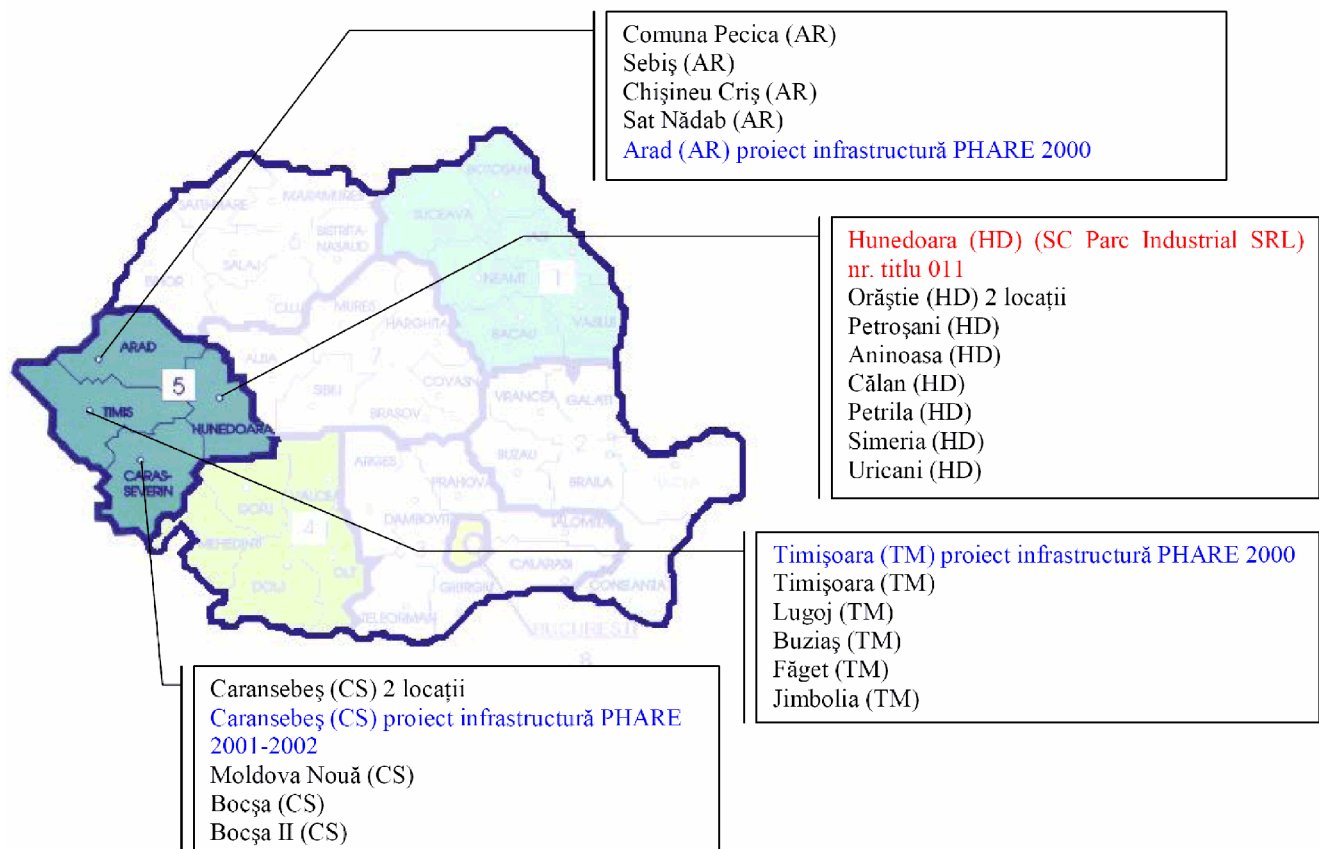 Comuna Pecica (AR)
Sebiş (AR)
Chişineu Criş (AR)
Sat Nădab (AR)
Arad (AR) proiect infrastructură PHARE 2000
Hunedoara (HD) (SC Parc Industrial SRL)
nr. titlu 011
Orăştie (HD) 2 locaţii
Petroşani (HD)
Aninoasa (HD)
Călan (HD)
Petrila (HD)
Simeria (HD)
Uricani (HD)
Timişoara (TM) proiect infrastructură PHARE 2000
Timişoara (TM)
Lugoj (TM)
Buziaş (TM)
Făget (TM)
Jimbolia (TM)
Caransebeş (CS) 2 locaţii
Caransebeş (CS) proiect infrastructură PHARE
2001-2002
Moldova Nouă (CS)
Bocşa (CS)
Bocşa II (CS)
BOTOSANI
MARAMURES
SUCEAVA
BISTRITA-
NASAUD
6
SALAJ
NEAMT
1
CLUJ
MURES
HARGHITA
BACAU
VASLUI
ARAD
ALBA
7
5
SIBIU
COVASNA
VRANCEA
GALATI
TIMIS
BRASOV
HUNEDOARA
2
ARGES
BUZAU
CARAS-
SEVERIN
PRAHOVA
BRAILA
GORJ
4
IALOMITA
MEHEDINTI
CALARASI
OLT
DOLJ
GIURGIU
CONSTANTA
TELEORMAN
BUCURESTI
8